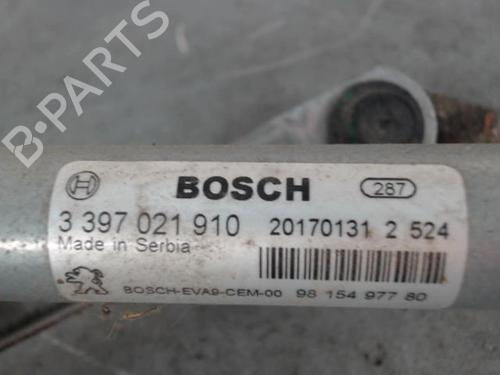 B-PARTS
BOSCH
287
3 397 021 910
20170131 2 524
Made in Serbia
BOSCH-EVA9-CEM-00
98 154 977 80